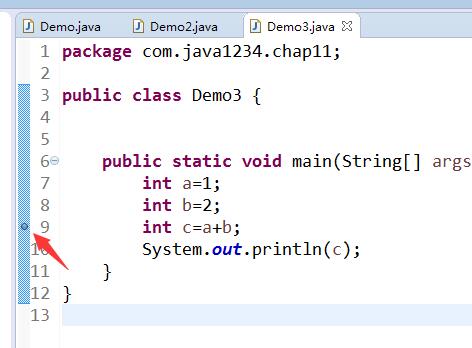 Demo.java Demo2.java Demo3.java
1 package com.java1234.chap11;
2
3 public class Demo3 {
4
5
6 public static void main(String[] args
7 int a=1;
8 int b=2;
9 int c=a+b;
10 System.out.println(c);
11 }
12 }
13